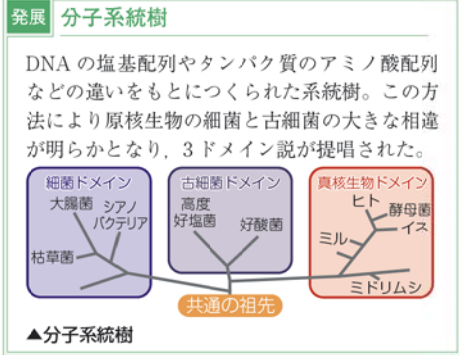 発展 分子系統樹
DNA の塩基配列やタンパク質のアミノ酸配列
などの違いをもとにつくられた系統樹。この方
法により原核生物の細菌と古細菌の大きな相違
が明らかとなり，3ドメイン説が提唱された。
細菌ドメイン
大腸菌
シアノ
バクテリア
枯草菌
古細菌ドメイン
高度
好塩菌
好酸菌
真核生物ドメイン
ヒト
酵母菌
イス
ミル
ミドリムシ
共通の祖先
▲分子系統樹